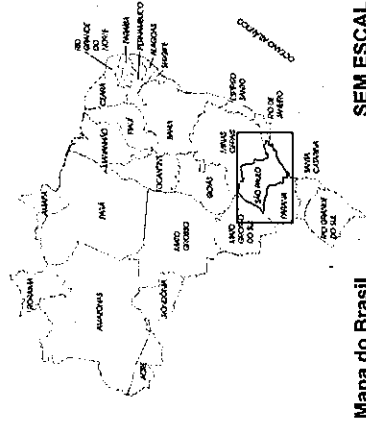 RORAIMA
AMAPÁ
AMAZONAS
PARÁ
MARANHÃO
CEARÁ
RIO
GRANDE
DO
NORTE
PARAÍBA
PERNAMBUCO
ALAGOAS
SERGIPE
PIAUÍ
ACRE
RONDÔNIA
MATO
GROSSO
TOCANTINS
BAHIA
GOIÁS
MINAS
GERAIS
ESPÍRITO
SANTO
RIO DE
JANEIRO
MATO
GROSSO
DO SUL
SÃO PAULO
PARANÁ
SANTA
CATARINA
RIO GRANDE
DO SUL
OCEANO ATLÂNTICO
Mapa do Brasil
SEM ESCAL